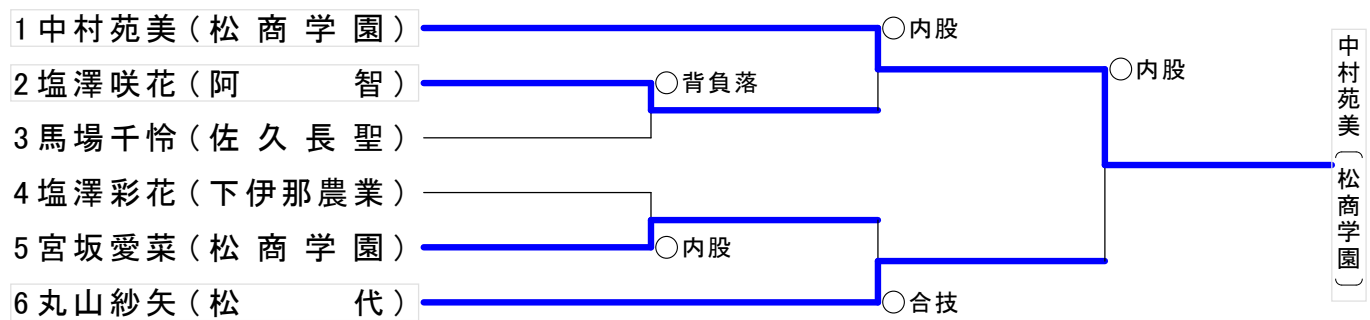 1 中村苑美 ( 松商学園 )
○内股
2 塩澤咲花 ( 阿智 )
○背負落
○内股
3 馬場千怜 ( 佐久長聖 )
4 塩澤彩花 ( 下伊那農業 )
5 宮坂愛菜 ( 松商学園 )
○内股
6 丸山紗矢 ( 松代 )
○合技
中村苑美 (松商学園)